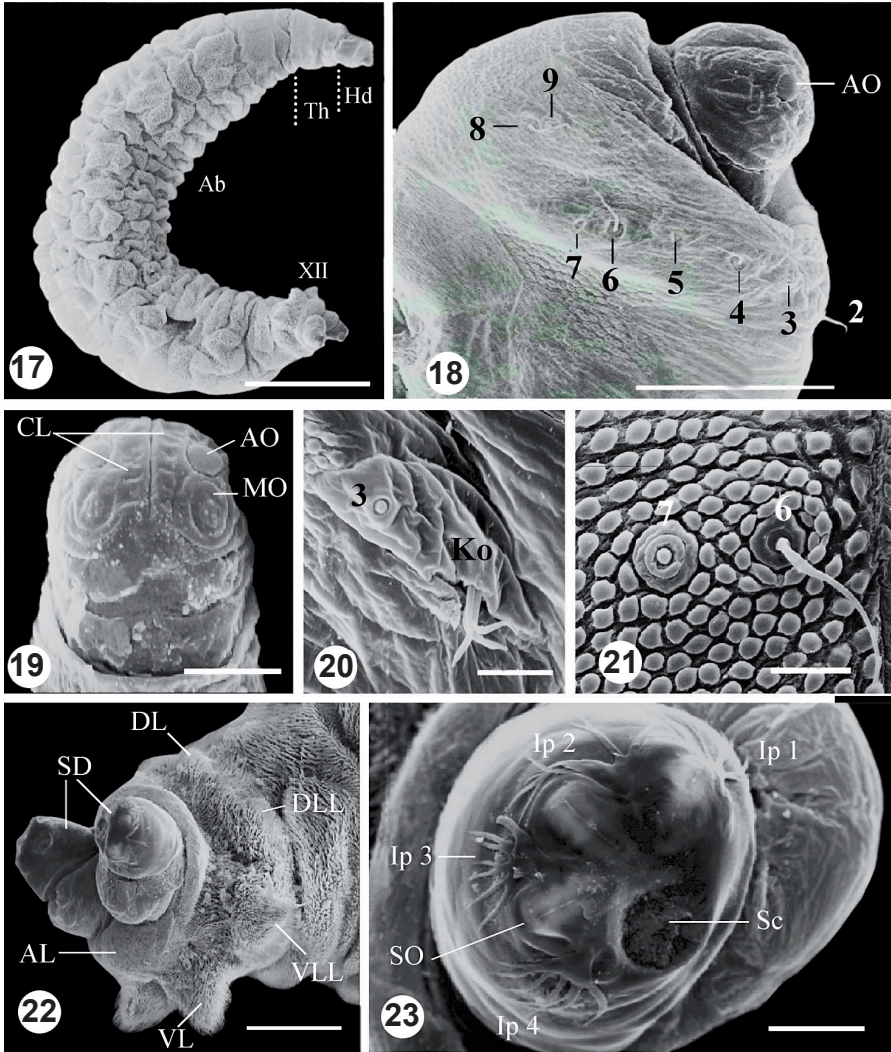 Th
Hd
Ab
XII
17
AO
9
8
7
6
5
4
3
2
18
CL
AO
MO
19
3
Ko
20
7
6
21
DL
SD
DLL
AL
VLL
VL
22
Ip 2
Ip 1
Ip 3
SO
Sc
Ip 4
23